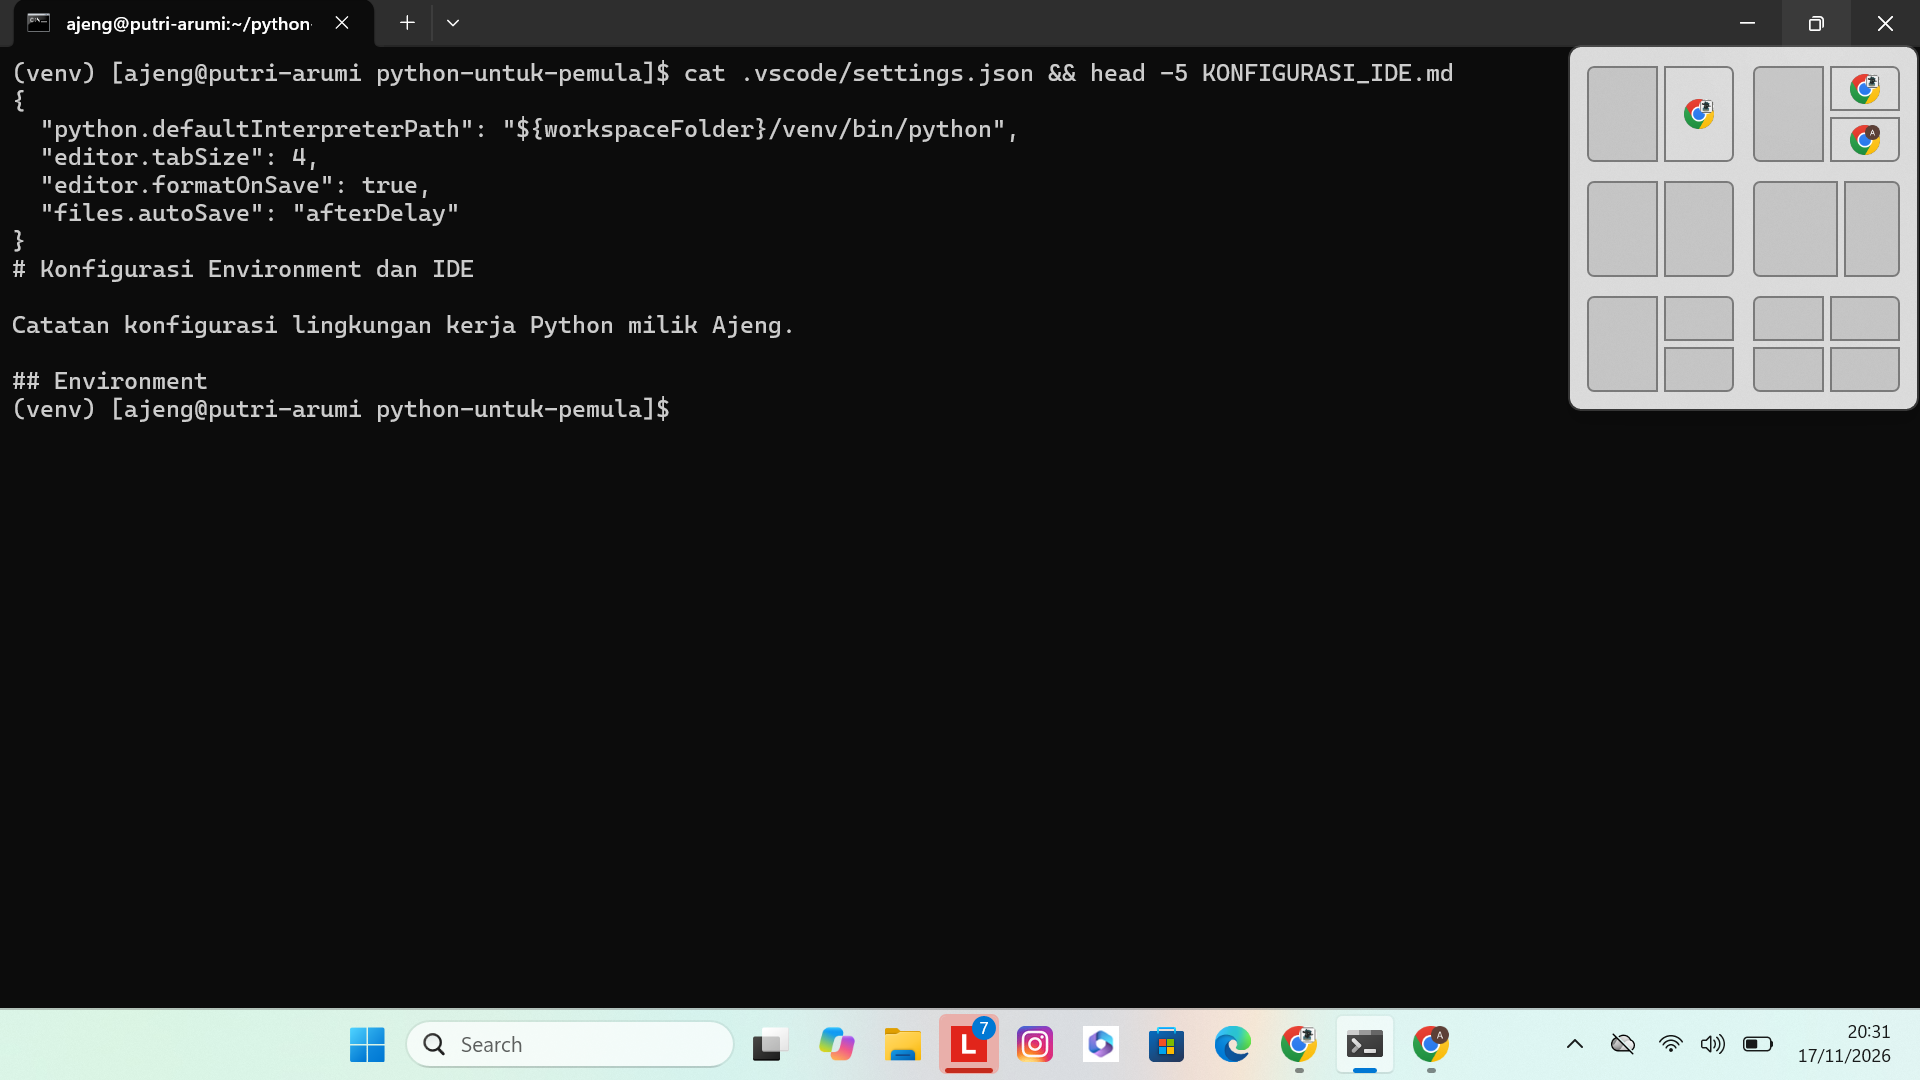 ajeng@putri-arumi:~/python
(venv) [ajeng@putri-arumi python-untuk-pemula]$ cat .vscode/settings.json && head -5 KONFIGURASI_IDE.md
{
  "python.defaultInterpreterPath": "${workspaceFolder}/venv/bin/python",
  "editor.tabSize": 4,
  "editor.formatOnSave": true,
  "files.autoSave": "afterDelay"
}
# Konfigurasi Environment dan IDE
Catatan konfigurasi lingkungan kerja Python milik Ajeng.
## Environment
(venv) [ajeng@putri-arumi python-untuk-pemula]$
A
Search
L
7
A
20:31
17/11/2026